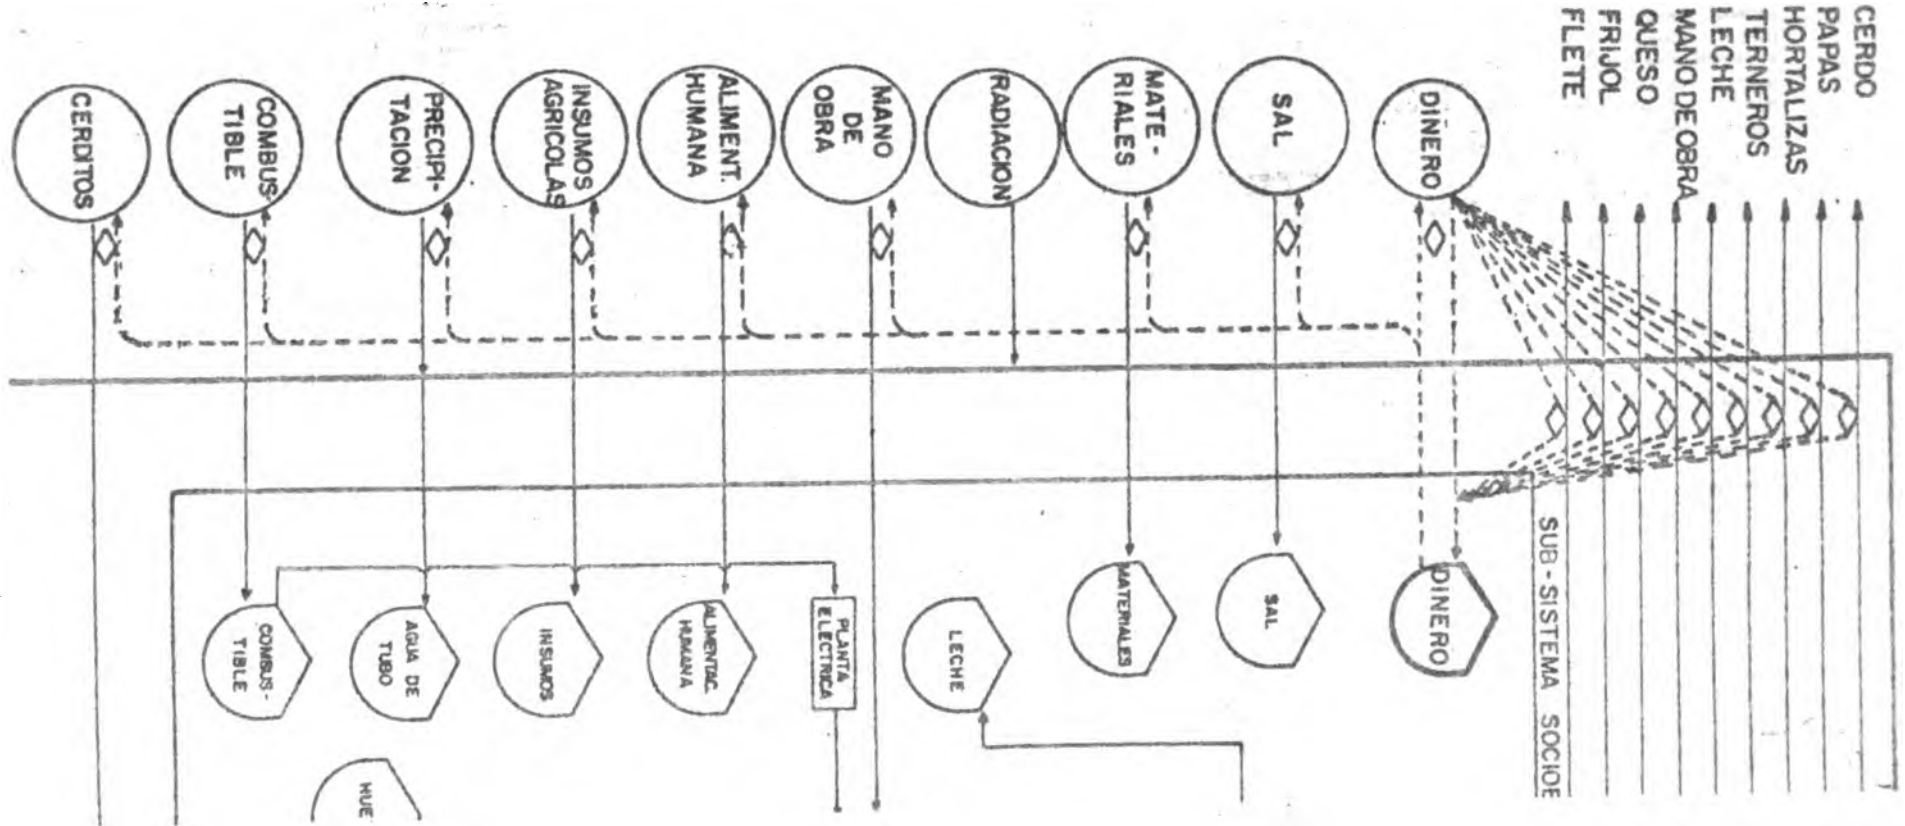 CERDO
PAPAS
HORTALIZAS
TERNEROS
LECHE
MANO DE OBRA
QUESO
FRIJOL
FLETE
DINERO
SAL
MATE-
RIALES
RADIACION
MANO
DE
OBRA
ALIMENT.
HUMANA
INSUMOS
AGRICOLAS
PRECIPI-
TACION
COMBUS-
TIBLE
CERDITOS
SUB-SISTEMA SOCIOE
DINERO
SAL
MATERIALES
LECHE
PLANTA
ELECTRICA
ALIMENTAC.
HUMANA
INSUMOS
AGUA DE
TUBO
COMBUS-
TIBLE
HUE